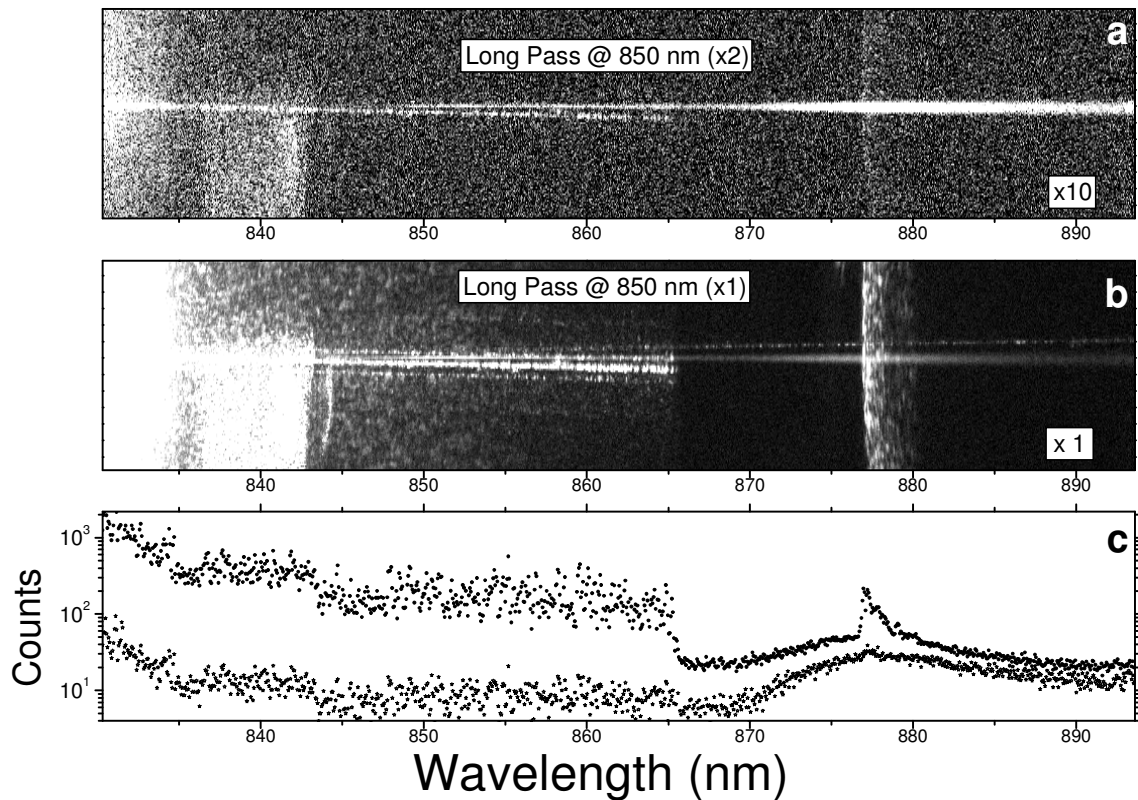 a
Long Pass @ 850 nm (x2)
x10
840 850 860 870 880 890
b
Long Pass @ 850 nm (x1)
x 1
840 850 860 870 880 890
c
10³
10²
10¹
Counts
840 850 860 870 880 890
Wavelength (nm)